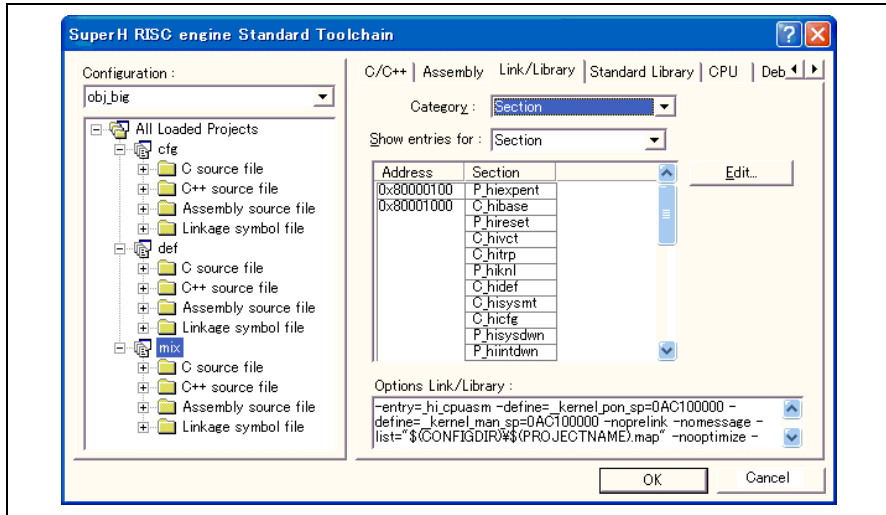 SuperH RISC engine Standard Toolchain
Configuration :
obj_big
All Loaded Projects
cfg
C source file
C++ source file
Assembly source file
Linkage symbol file
def
C source file
C++ source file
Assembly source file
Linkage symbol file
mix
C source file
C++ source file
Assembly source file
Linkage symbol file
C/C++ Assembly Link/Library Standard Library CPU Deb
Category : Section
Show entries for : Section
Address Section
0x80000100 P_hiexpent
0x80001000 C_hibase
P_hireset
C_hivct
C_hitrp
P_hiknl
C_hidef
C_hisysmt
C_hicfg
P_hisysdwn
P_hiintdwn
Edit...
Options Link/Library :
-entry=_hi_cpuasm -define=__kernel_pon_sp=0AC100000 -
define=__kernel_man_sp=0AC100000 -noprelink -nomessage -
list="$(CONFIGDIR)¥$(PROJECTNAME).map" -nooptimize -
OK Cancel